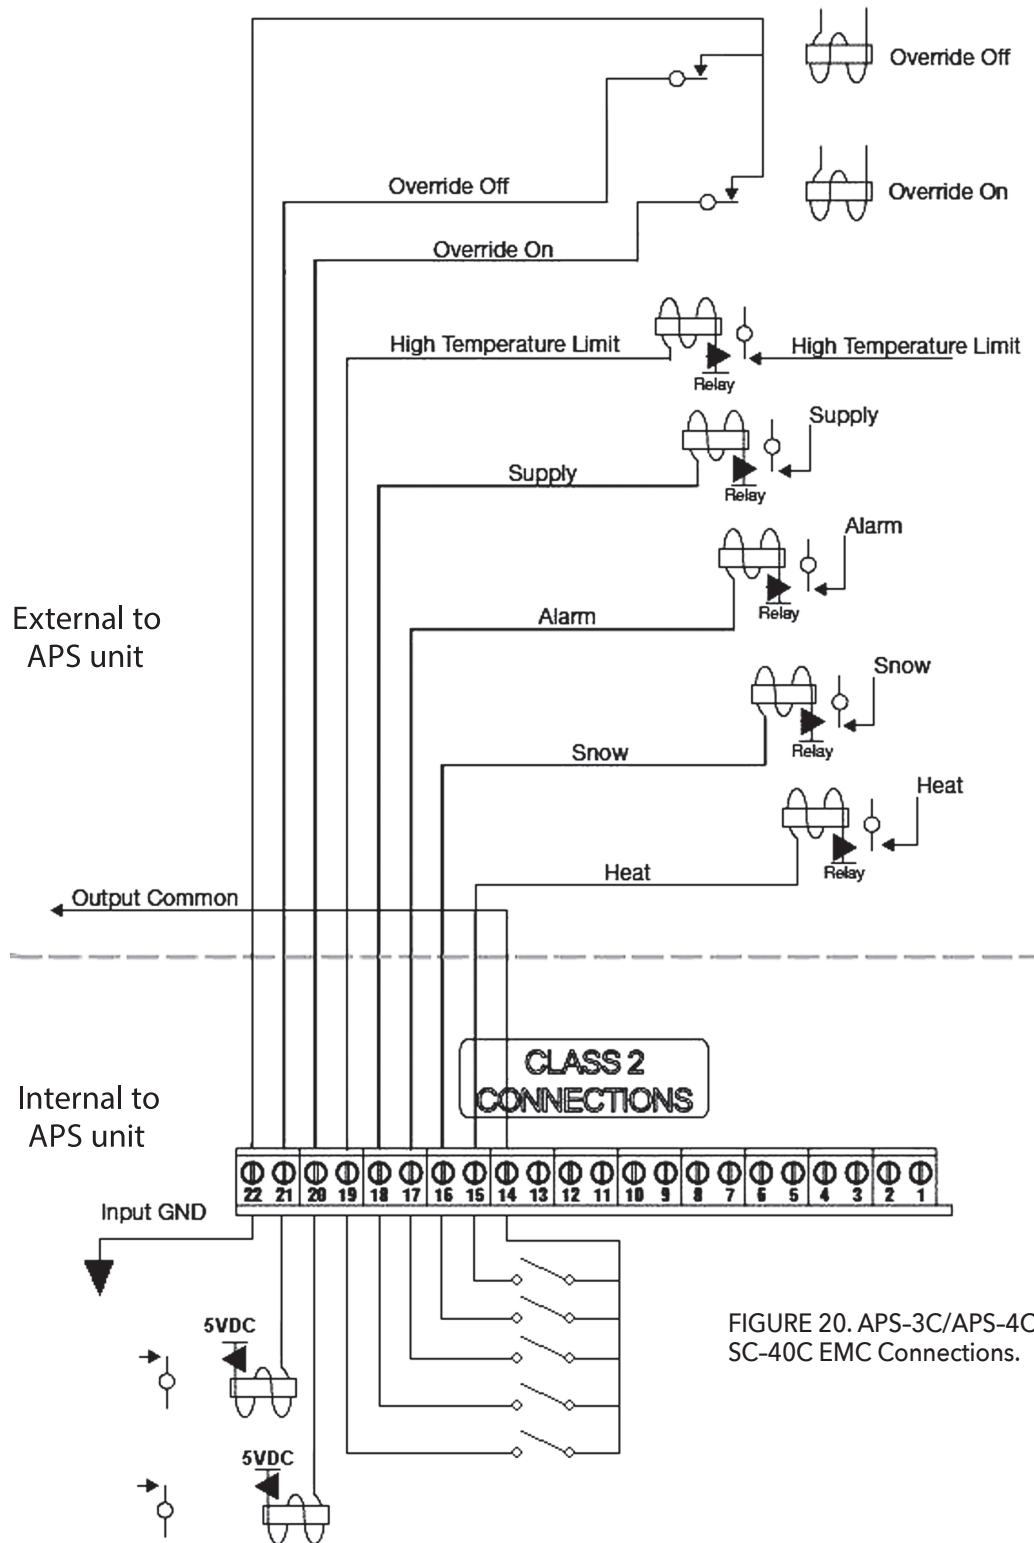 Override Off
Override On
Override Off
Override On
High Temperature Limit
High Temperature Limit
Relay
Supply
Supply
Relay
Alarm
Alarm
Relay
External to
APS unit
Snow
Snow
Relay
Heat
Heat
Relay
Output Common
CLASS 2
CONNECTIONS
Internal to
APS unit
22 21 20 19 18 17 16 15 14 13 12 11 10 9 8 7 6 5 4 3 2 1
Input GND
5VDC
5VDC
FIGURE 20. APS-3C/APS-4C
SC-40C EMC Connections.